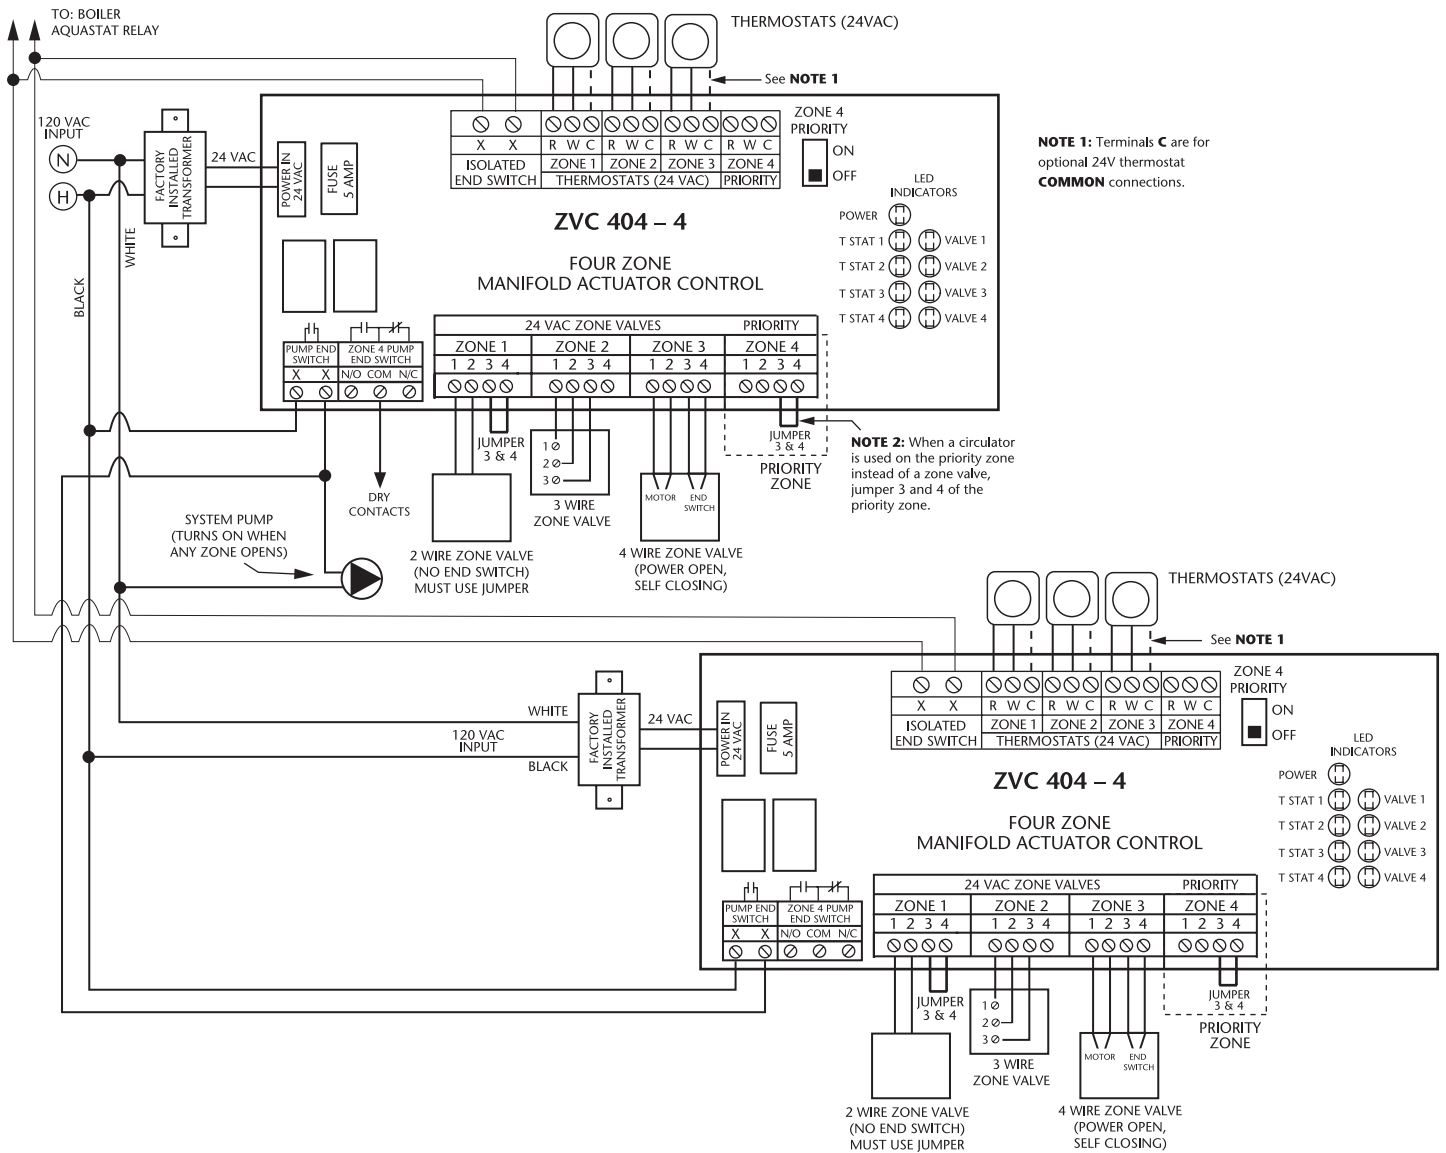 TO: BOILER
AQUASTAT RELAY
THERMOSTATS (24VAC)
See NOTE 1
120 VAC
INPUT
N
H
FACTORY
INSTALLED
TRANSFORMER
24 VAC
POWER IN
24 VAC
FUSE
5 AMP
WHITE
BLACK
X X
ISOLATED
END SWITCH
R W C R W C R W C R W C
ZONE 1 ZONE 2 ZONE 3 ZONE 4
THERMOSTATS (24 VAC) PRIORITY
ZONE 4
PRIORITY
ON
OFF
NOTE 1: Terminals C are for
optional 24V thermostat
COMMON connections.
LED
INDICATORS
POWER
T STAT 1 VALVE 1
T STAT 2 VALVE 2
T STAT 3 VALVE 3
T STAT 4 VALVE 4
ZVC 404 – 4
FOUR ZONE
MANIFOLD ACTUATOR CONTROL
PUMP END
SWITCH
X X
ZONE 4 PUMP
END SWITCH
N/O COM N/C
24 VAC ZONE VALVES PRIORITY
ZONE 1 ZONE 2 ZONE 3 ZONE 4
1 2 3 4 1 2 3 4 1 2 3 4 1 2 3 4
JUMPER
3 & 4
1
2
3
MOTOR
END
SWITCH
JUMPER
3 & 4
PRIORITY
ZONE
NOTE 2: When a circulator
is used on the priority zone
instead of a zone valve,
jumper 3 and 4 of the
priority zone.
DRY
CONTACTS
SYSTEM PUMP
(TURNS ON WHEN
ANY ZONE OPENS)
2 WIRE ZONE VALVE
(NO END SWITCH)
MUST USE JUMPER
3 WIRE
ZONE VALVE
4 WIRE ZONE VALVE
(POWER OPEN,
SELF CLOSING)
THERMOSTATS (24VAC)
See NOTE 1
WHITE
120 VAC
INPUT
BLACK
FACTORY
INSTALLED
TRANSFORMER
24 VAC
POWER IN
24 VAC
FUSE
5 AMP
X X
ISOLATED
END SWITCH
R W C R W C R W C R W C
ZONE 1 ZONE 2 ZONE 3 ZONE 4
THERMOSTATS (24 VAC) PRIORITY
ZONE 4
PRIORITY
ON
OFF
LED
INDICATORS
POWER
T STAT 1 VALVE 1
T STAT 2 VALVE 2
T STAT 3 VALVE 3
T STAT 4 VALVE 4
ZVC 404 – 4
FOUR ZONE
MANIFOLD ACTUATOR CONTROL
PUMP END
SWITCH
X X
ZONE 4 PUMP
END SWITCH
N/O COM N/C
24 VAC ZONE VALVES PRIORITY
ZONE 1 ZONE 2 ZONE 3 ZONE 4
1 2 3 4 1 2 3 4 1 2 3 4 1 2 3 4
JUMPER
3 & 4
1
2
3
MOTOR
END
SWITCH
JUMPER
3 & 4
PRIORITY
ZONE
2 WIRE ZONE VALVE
(NO END SWITCH)
MUST USE JUMPER
3 WIRE
ZONE VALVE
4 WIRE ZONE VALVE
(POWER OPEN,
SELF CLOSING)